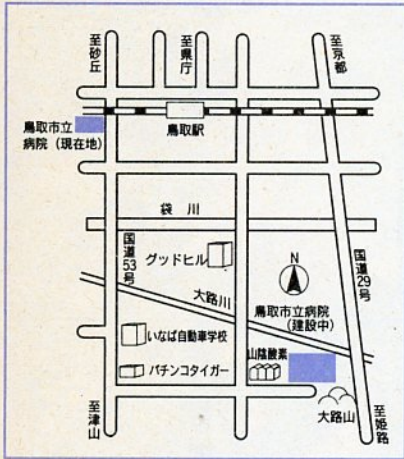 至砂丘
至県庁
至京都
鳥取市立
病院（現在地）
鳥取駅
袋川
国道53号
グッドヒル
N
国道29号
大路川
鳥取市立病院
（建設中）
いなば自動車学校
山陰酸素
パチンコタイガー
大路山
至津山
至姫路